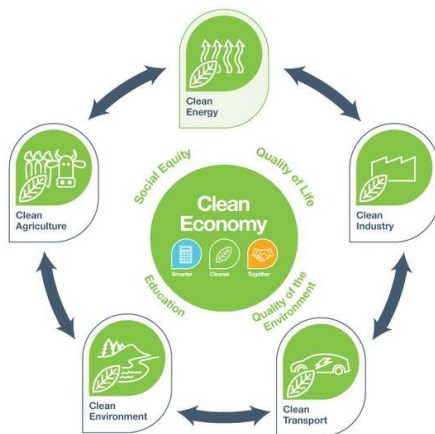 Clean
Energy
Clean
Agriculture
Social Equity
Quality of Life
Clean
Industry
Clean
Economy
Smarter
Cleaner
Together
Education
Quality of the
Environment
Clean
Environment
Clean
Transport